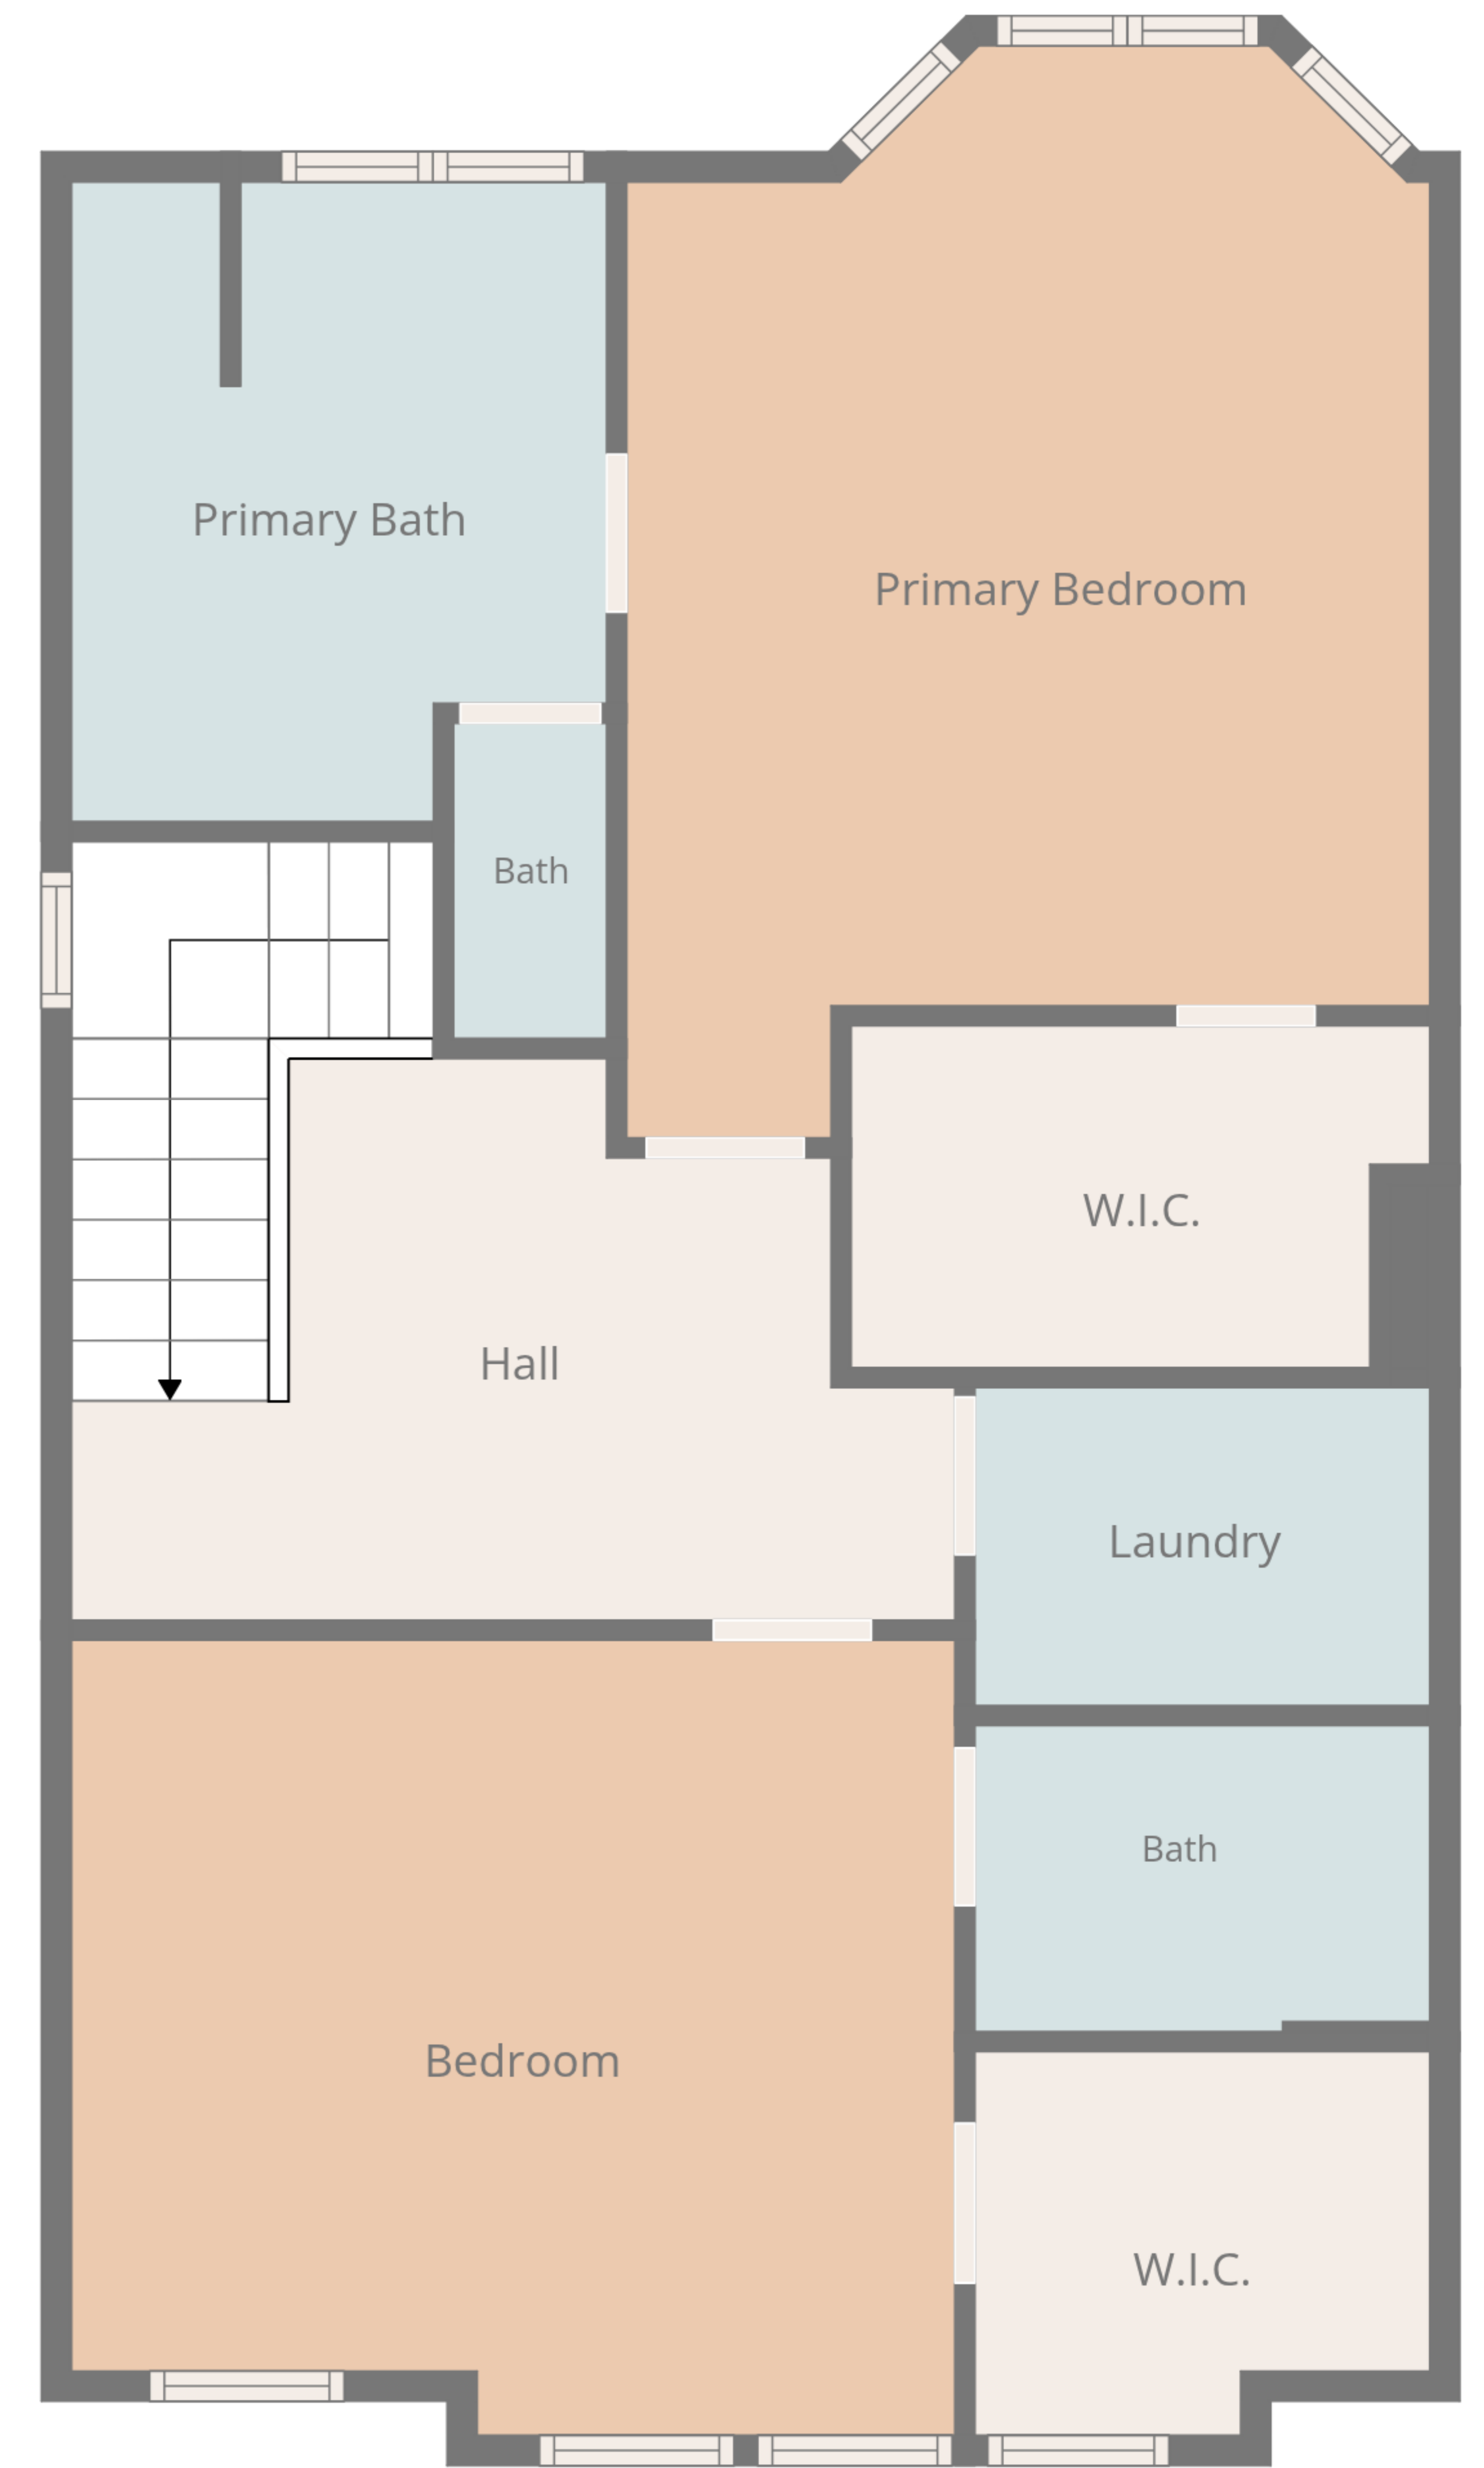 Primary Bath
Primary Bedroom
Bath
W.I.C.
Hall
Laundry
Bath
Bedroom
W.I.C.